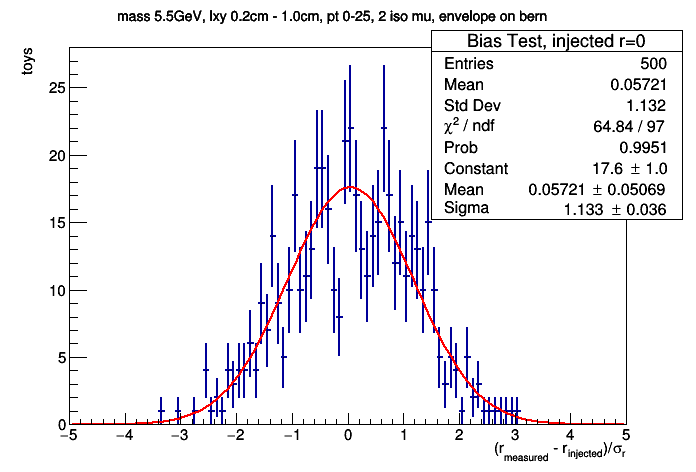 mass 5.5GeV, lxy 0.2cm - 1.0cm, pt 0-25, 2 iso mu, envelope on bern
Bias Test, injected r=0
Entries 500
Mean 0.05721
Std Dev 1.132
χ² / ndf 64.84 / 97
Prob 0.9951
Constant 17.6 ± 1.0
Mean 0.05721 ± 0.05069
Sigma 1.133 ± 0.036
toys
25
20
15
10
5
0
−5 −4 −3 −2 −1 0 1 2 3 4 5
(r_measured - r_injected)/σ_r